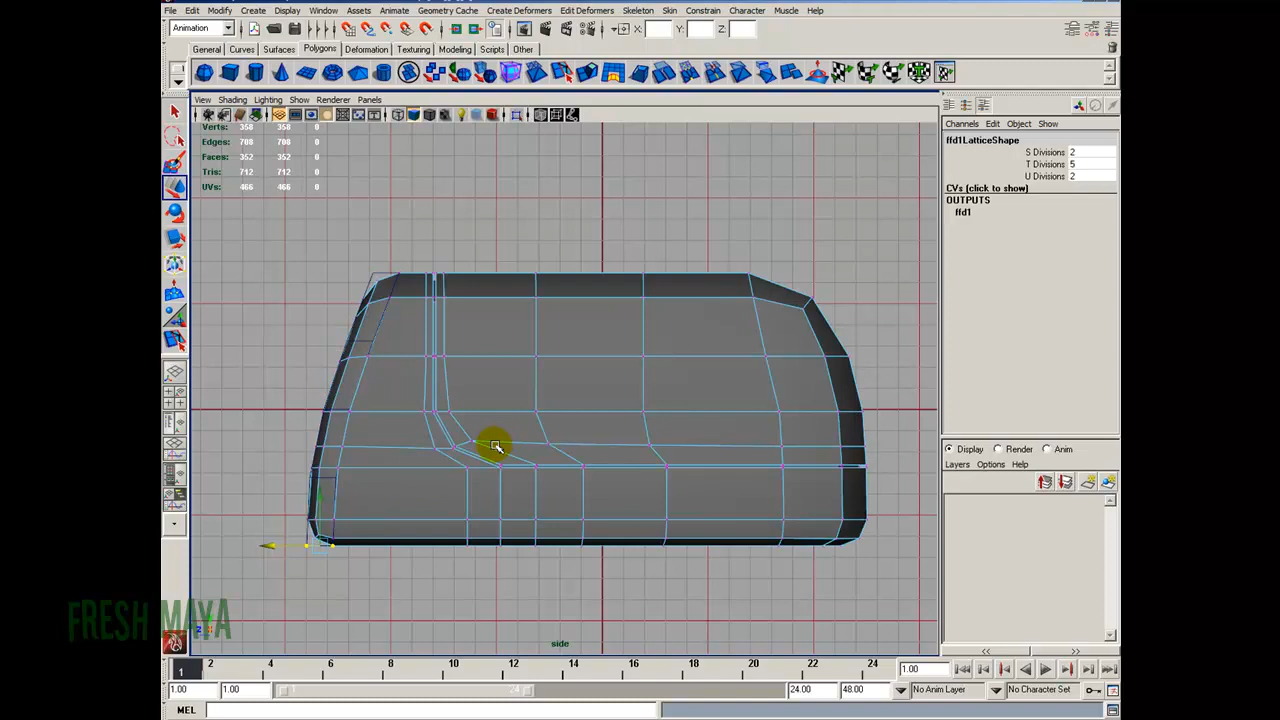 File Edit Modify Create Display Window Assets Animate Geometry Cache Create Deformers Edit Deformers Skeleton Skin Constrain Character Muscle Help
Animation X: Y: Z:
General Curves Surfaces Polygons Deformation Texturing Modeling Scripts Other
View Shading Lighting Show Renderer Panels
Channels Edit Object Show
Verts: 358 358 0
Edges: 708 708 0
Faces: 352 352 0
Tris: 712 712 0
UVs: 466 466 0
ffd1LatticeShape
S Divisions 2
T Divisions 5
U Divisions 2
CVs (click to show)
OUTPUTS
ffd1
Display Render Anim
Layers Options Help
FRESH MAYA
side
1 2 4 6 8 10 12 14 16 18 20 22 24 1.00
1.00 1.00 24 24.00 48.00 No Anim Layer No Character Set
MEL